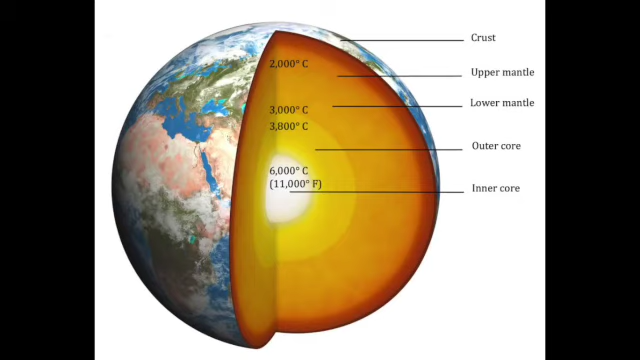 Crust
2,000° C
Upper mantle
Lower mantle
3,000° C
3,800° C
Outer core
6,000° C
(11,000° F)
Inner core